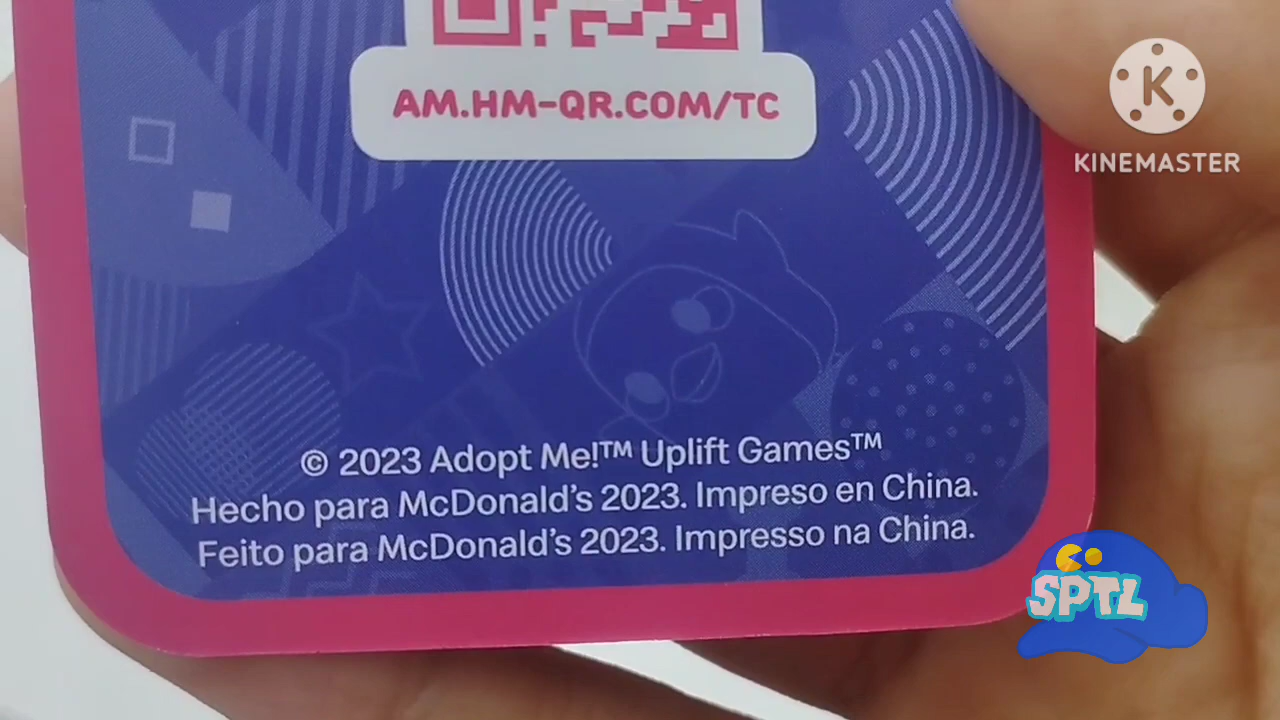 AM.HM-QR.COM/TC
KINEMASTER
© 2023 Adopt Me!™ Uplift Games™
Hecho para McDonald's 2023. Impreso en China.
Feito para McDonald's 2023. Impresso na China.
SPTL